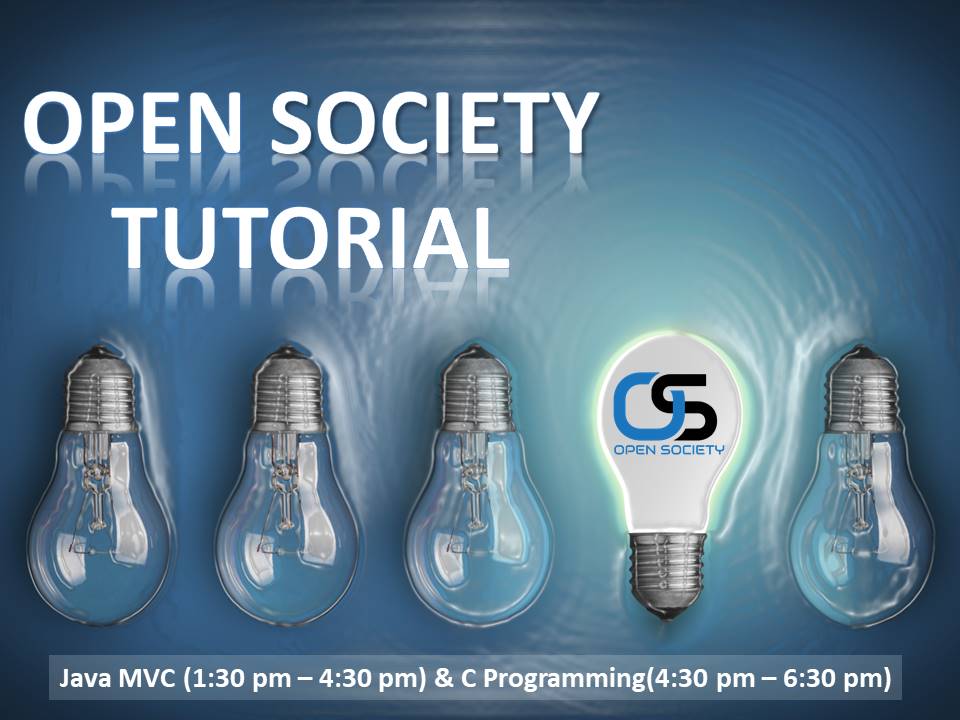 OPEN SOCIETY
TUTORIAL
OS
OPEN SOCIETY
Java MVC (1:30 pm – 4:30 pm) & C Programming(4:30 pm – 6:30 pm)